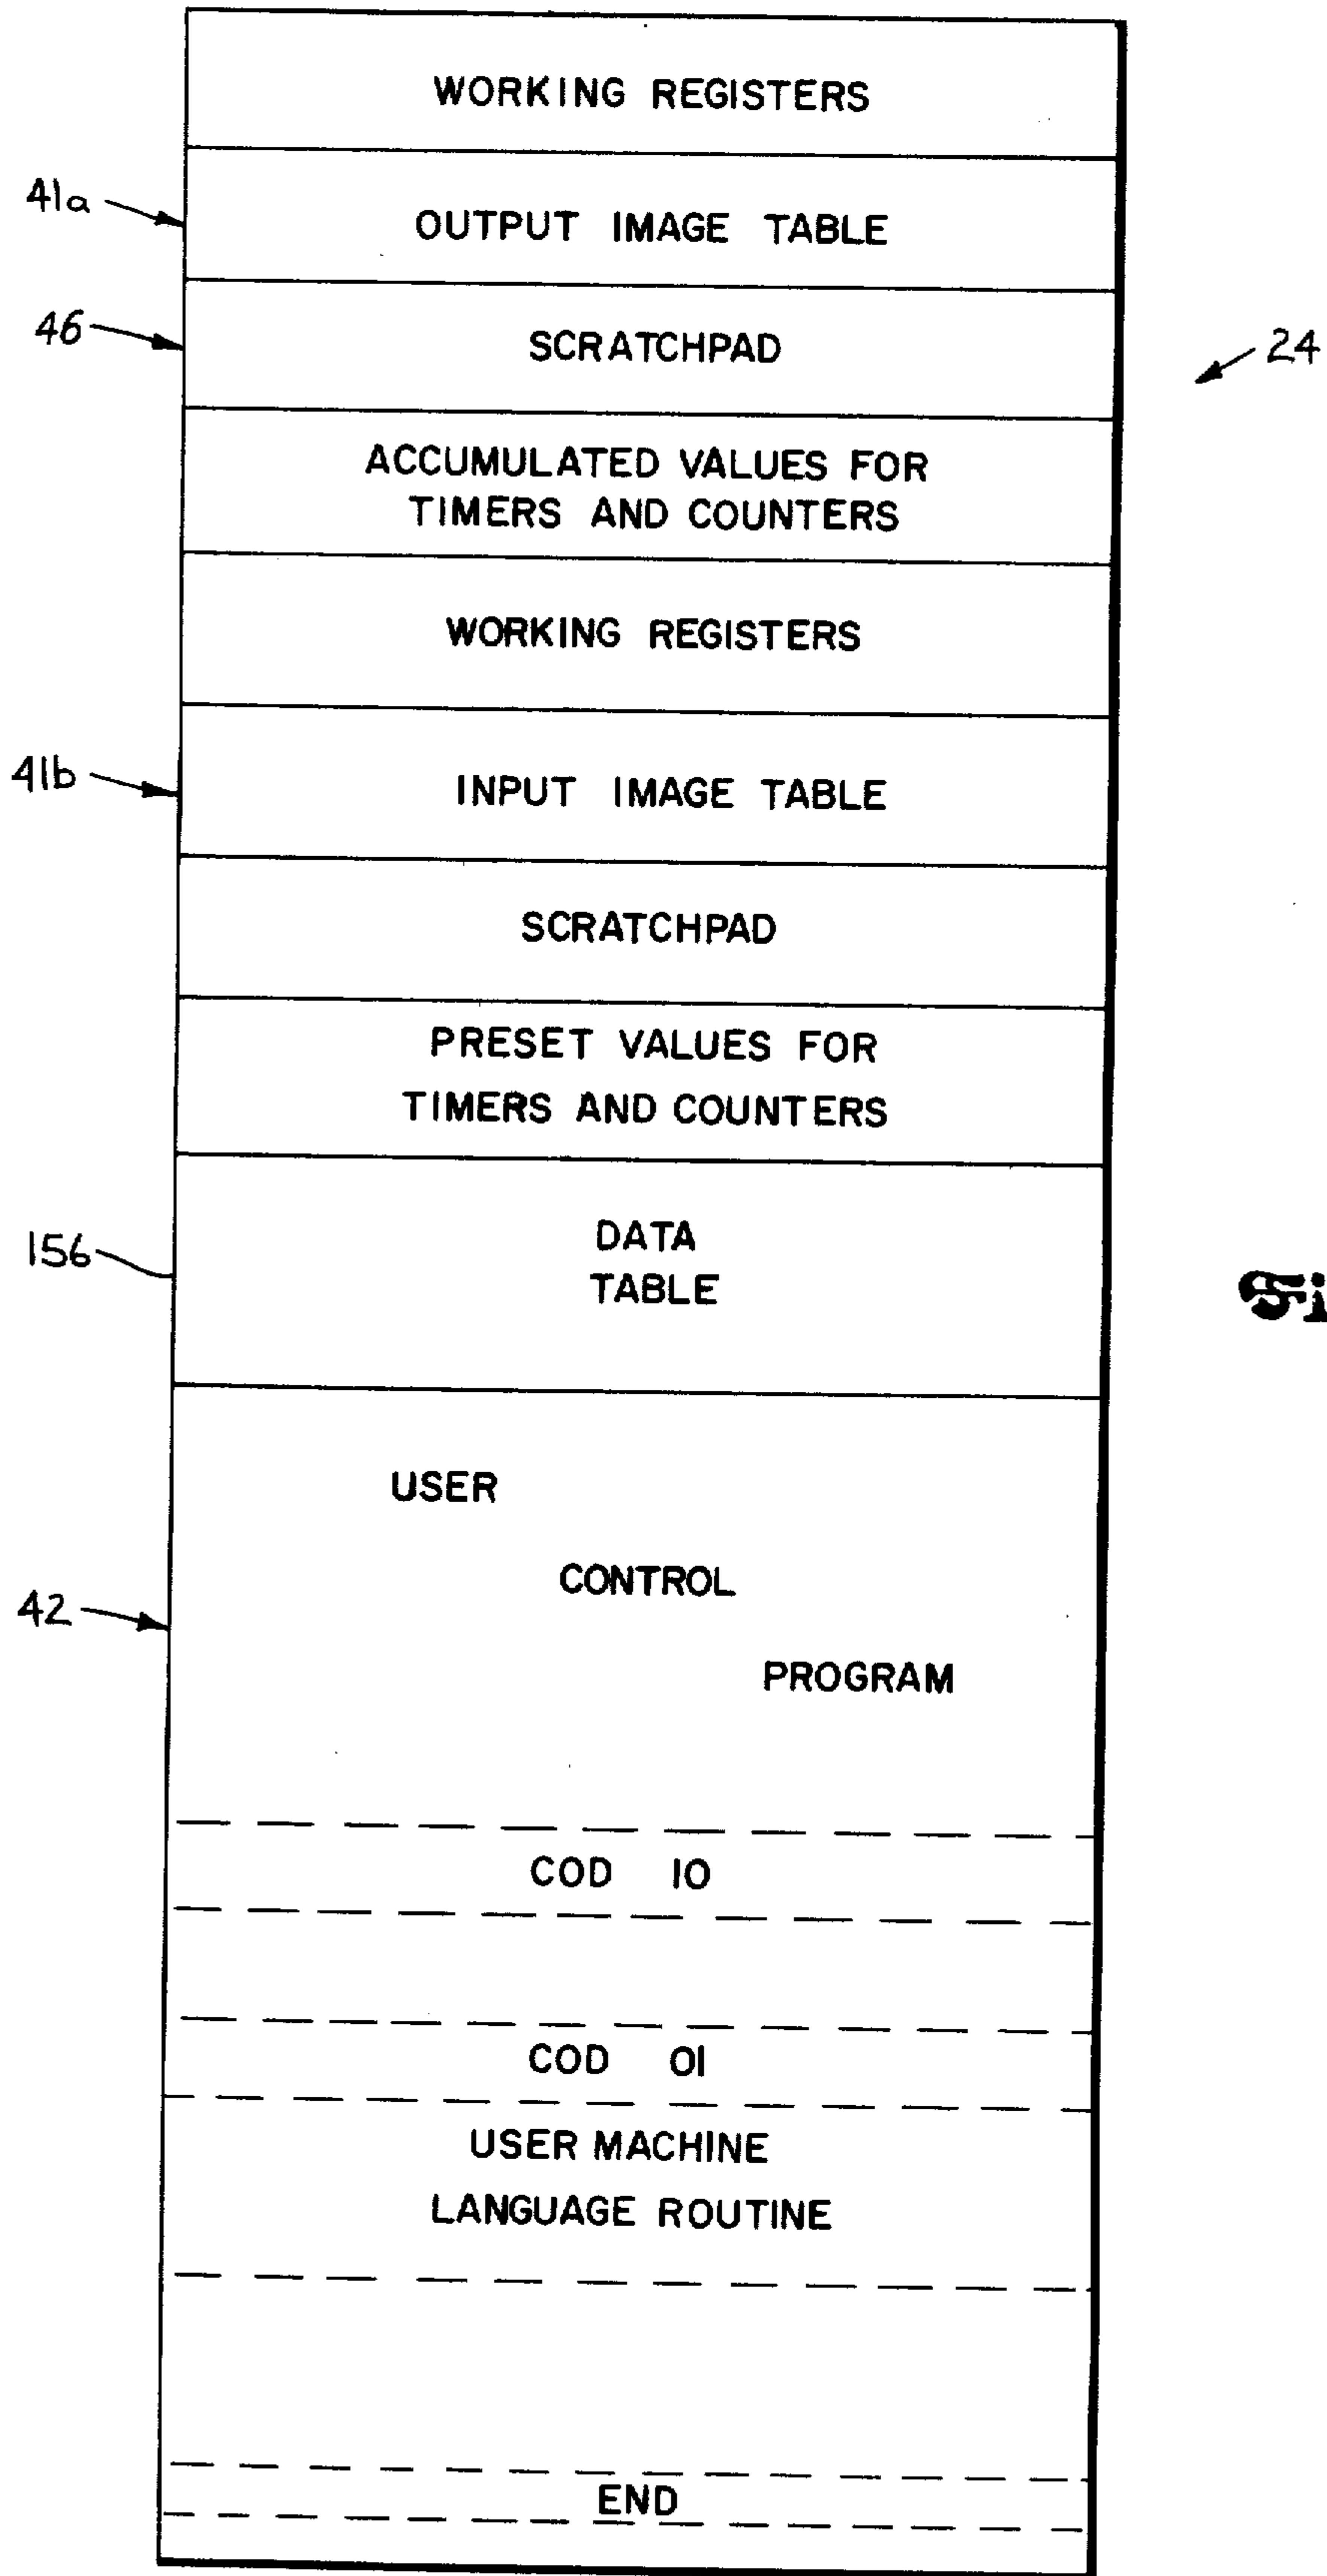 WORKING REGISTERS
41a
OUTPUT IMAGE TABLE
46
SCRATCHPAD
24
ACCUMULATED VALUES FOR
TIMERS AND COUNTERS
WORKING REGISTERS
41b
INPUT IMAGE TABLE
SCRATCHPAD
PRESET VALUES FOR
TIMERS AND COUNTERS
156
DATA
TABLE
USER
CONTROL
42
PROGRAM
COD 10
COD 01
USER MACHINE
LANGUAGE ROUTINE
END